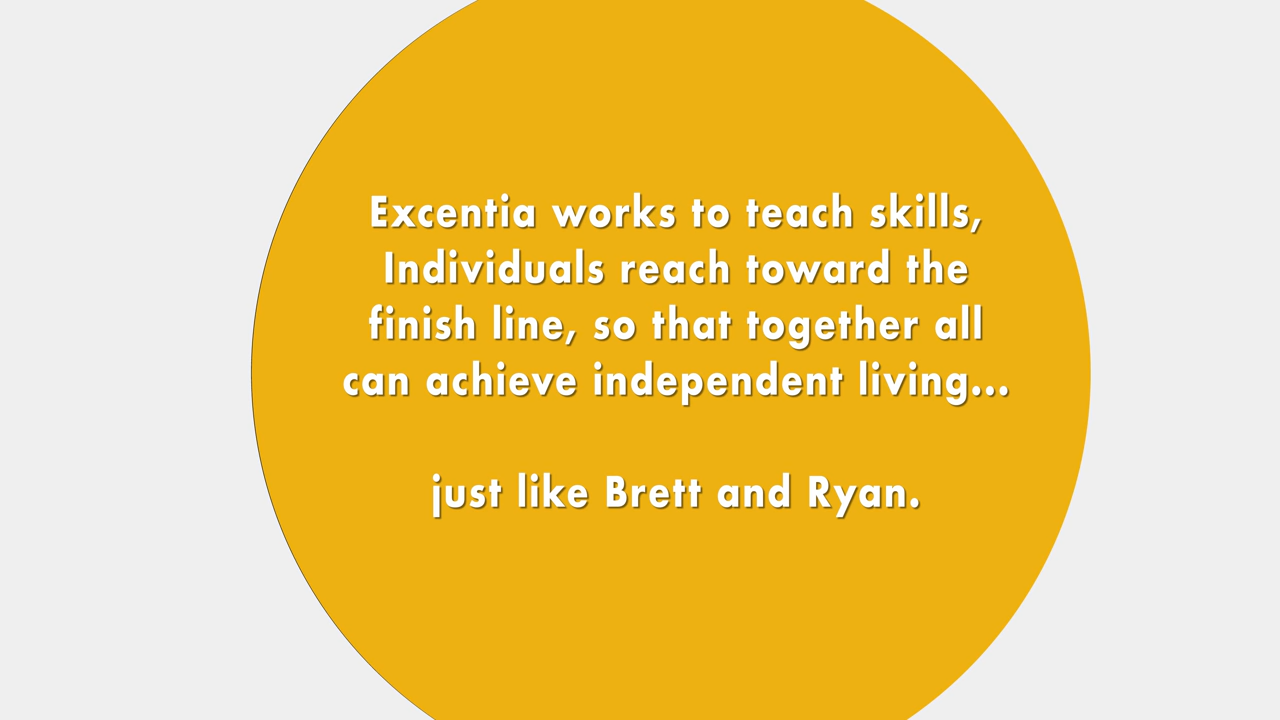 Excentia works to teach skills,
Individuals reach toward the
finish line, so that together all
can achieve independent living...
just like Brett and Ryan.